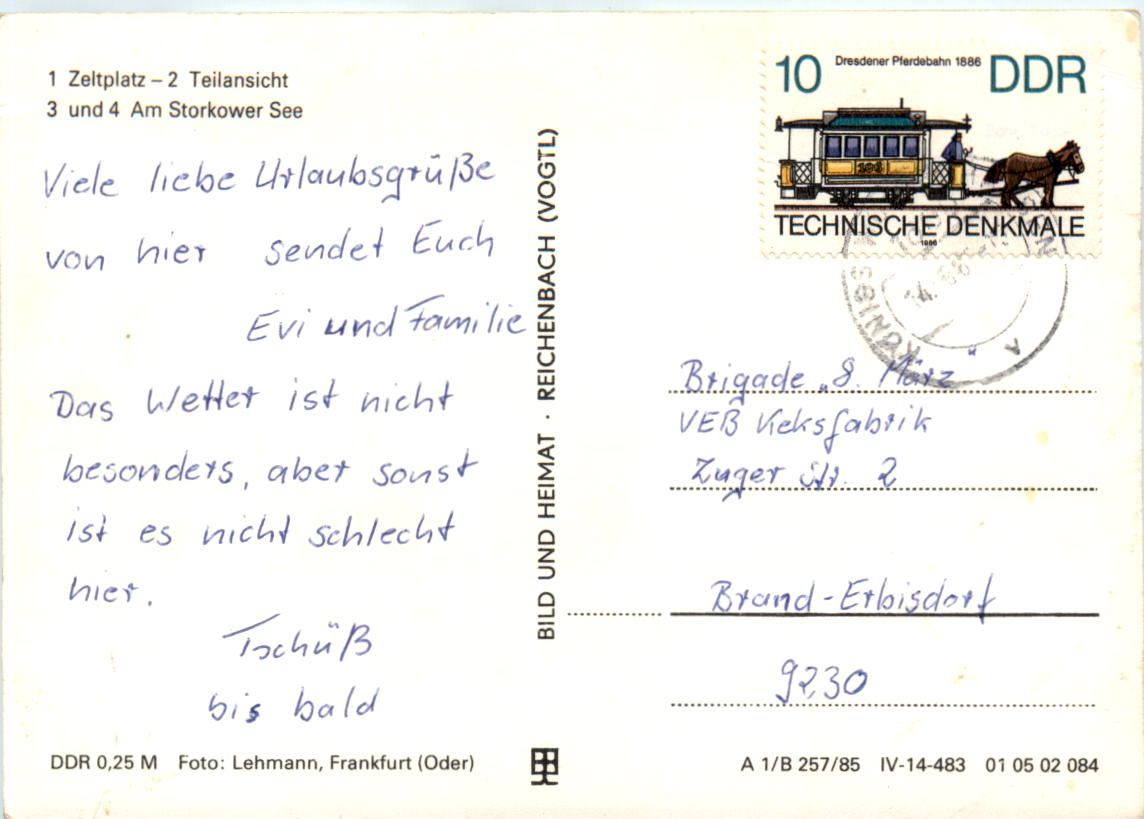 1 Zeltplatz – 2 Teilansicht
3 und 4 Am Storkower See
Viele liebe Urlaubsgrüße
von hier sendet Euch
Evi und Familie
Das Wetter ist nicht
besonders, aber sonst
ist es nicht schlecht
hier.
Tschüß
bis bald
DDR 0,25 M Foto: Lehmann, Frankfurt (Oder)
BILD UND HEIMAT · REICHENBACH (VOGTL)
10 Dresdener Pferdebahn 1886 DDR
106
TECHNISCHE DENKMALE
1986
Brigade „8. März"
VEB Keksfabrik
Zuger Str. 2
Brand-Erbisdorf
9230
A 1/B 257/85 IV-14-483 01 05 02 084